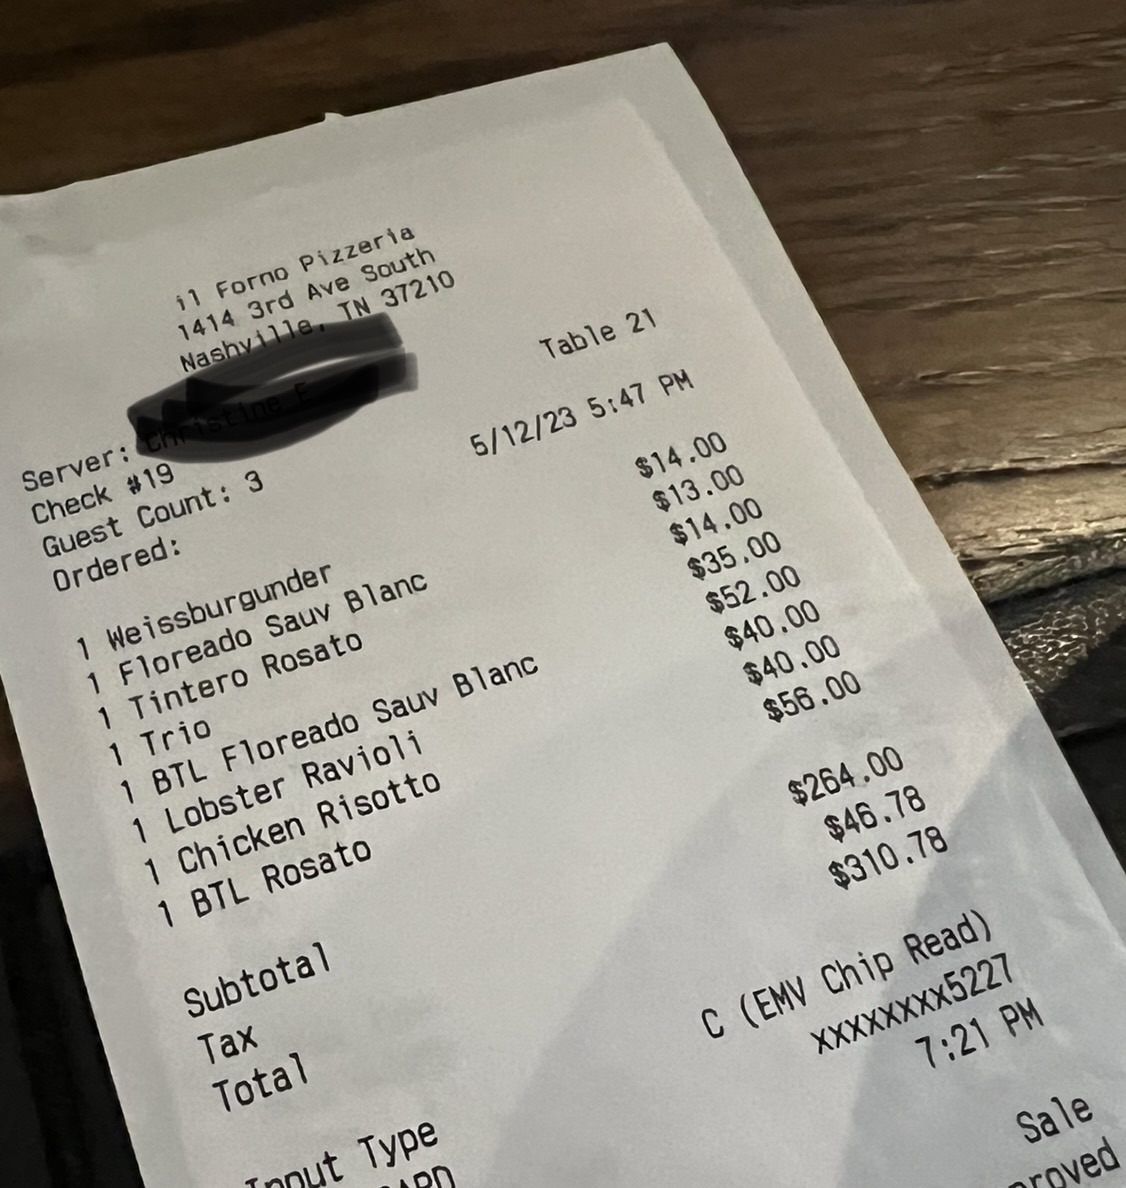 il Forno Pizzeria
1414 3rd Ave South
Nashville, TN 37210
Server: Christine E Table 21
Check #19 5/12/23 5:47 PM
Guest Count: 3
Ordered:
1 Weissburgunder $14.00
1 Floreado Sauv Blanc $13.00
1 Tintero Rosato $14.00
1 Trio $35.00
1 BTL Floreado Sauv Blanc $52.00
1 Lobster Ravioli $40.00
1 Chicken Risotto $40.00
1 BTL Rosato $56.00
Subtotal $264.00
Tax $46.78
Total $310.78
Input Type C (EMV Chip Read)
xxxxxxxx5227
7:21 PM
Sale